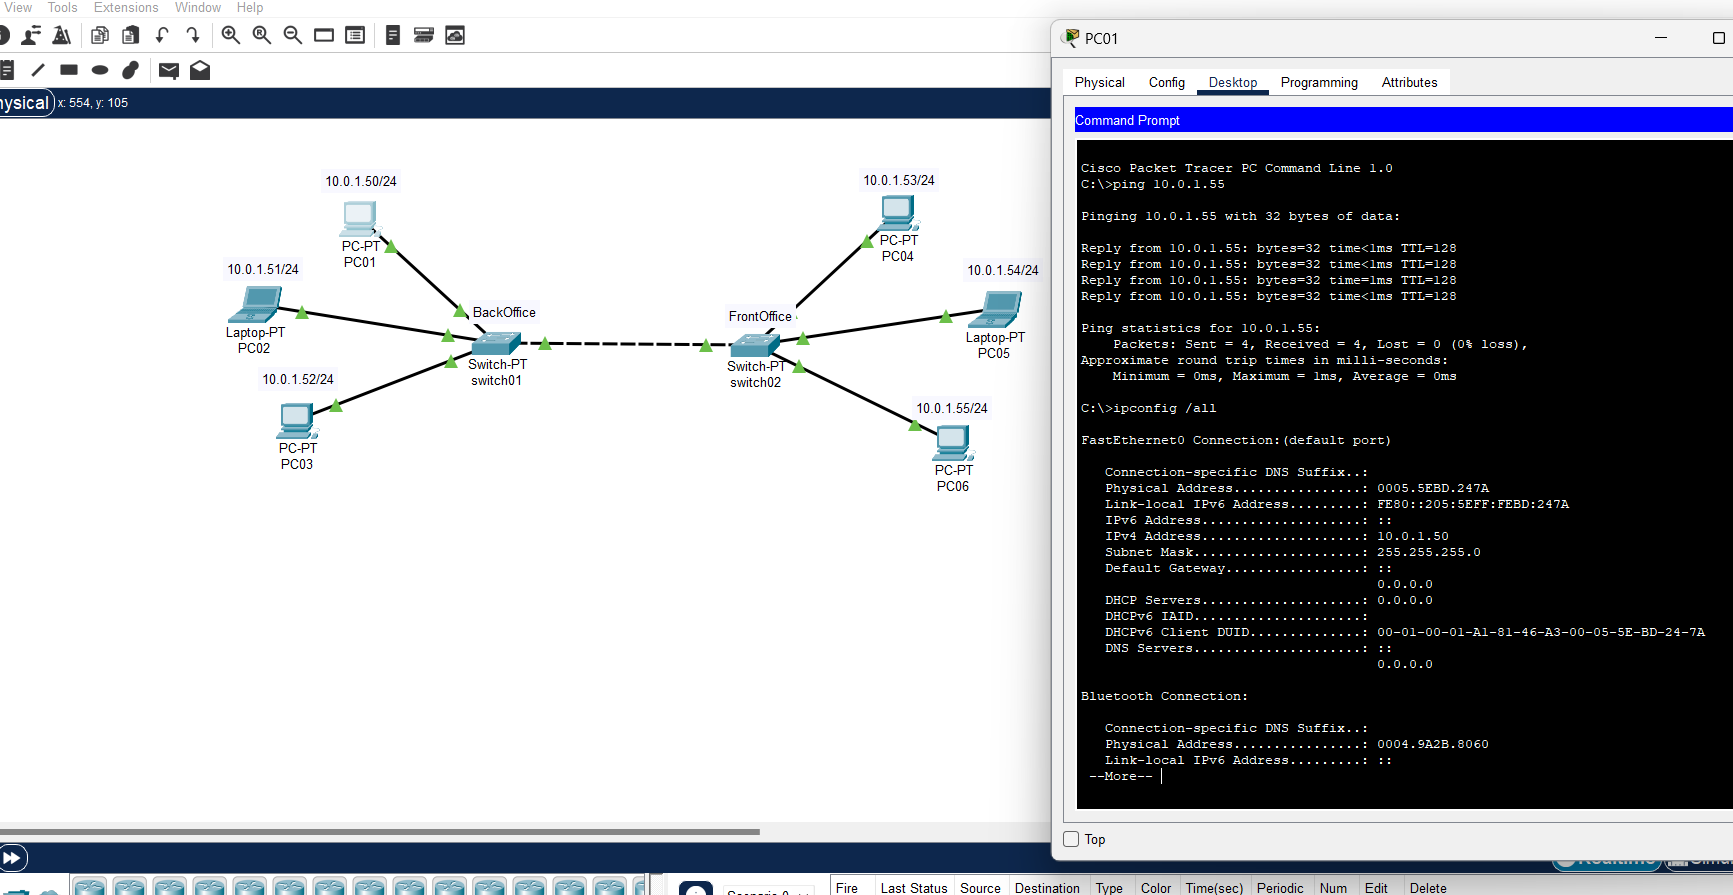 View Tools Extensions Window Help
hysical x: 554, y: 105
10.0.1.50/24
PC-PT
PC01
10.0.1.51/24
Laptop-PT
PC02
10.0.1.52/24
PC-PT
PC03
BackOffice
Switch-PT
switch01
FrontOffice
Switch-PT
switch02
10.0.1.53/24
PC-PT
PC04
10.0.1.54/24
Laptop-PT
PC05
10.0.1.55/24
PC-PT
PC06
PC01
Physical Config Desktop Programming Attributes
Command Prompt
Cisco Packet Tracer PC Command Line 1.0
C:\>ping 10.0.1.55
Pinging 10.0.1.55 with 32 bytes of data:
Reply from 10.0.1.55: bytes=32 time<1ms TTL=128
Reply from 10.0.1.55: bytes=32 time<1ms TTL=128
Reply from 10.0.1.55: bytes=32 time=1ms TTL=128
Reply from 10.0.1.55: bytes=32 time<1ms TTL=128
Ping statistics for 10.0.1.55:
Packets: Sent = 4, Received = 4, Lost = 0 (0% loss),
Approximate round trip times in milli-seconds:
Minimum = 0ms, Maximum = 1ms, Average = 0ms
C:\>ipconfig /all
FastEthernet0 Connection:(default port)
Connection-specific DNS Suffix..:
Physical Address................: 0005.5EBD.247A
Link-local IPv6 Address.........: FE80::205:5EFF:FEBD:247A
IPv6 Address....................: ::
IPv4 Address....................: 10.0.1.50
Subnet Mask.....................: 255.255.255.0
Default Gateway.................: ::
0.0.0.0
DHCP Servers....................: 0.0.0.0
DHCPv6 IAID.....................:
DHCPv6 Client DUID..............: 00-01-00-01-A1-81-46-A3-00-05-5E-BD-24-7A
DNS Servers.....................: ::
0.0.0.0
Bluetooth Connection:
Connection-specific DNS Suffix..:
Physical Address................: 0004.9A2B.8060
Link-local IPv6 Address.........: ::
--More--
Top
Fire Last Status Source Destination Type Color Time(sec) Periodic Num Edit Delete